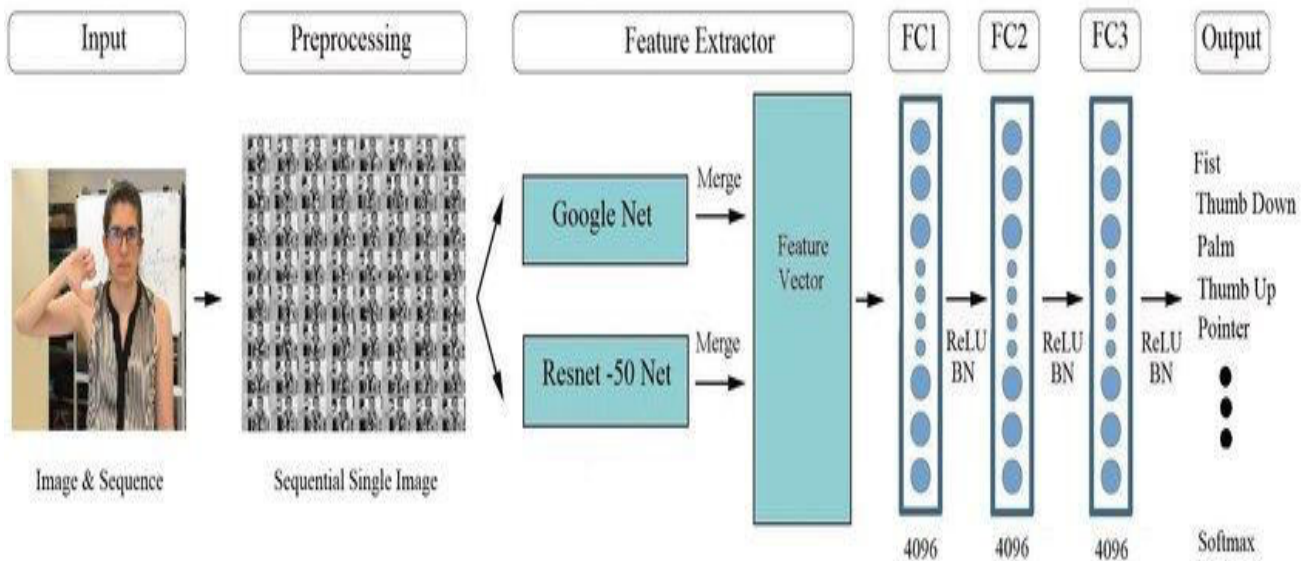 Input
Preprocessing
Feature Extractor
FC1
FC2
FC3
Output
Image & Sequence
Sequential Single Image
Google Net
Merge
Resnet -50 Net
Merge
Feature
Vector
ReLU
BN
ReLU
BN
ReLU
BN
4096
4096
4096
Fist
Thumb Down
Palm
Thumb Up
Pointer
Softmax